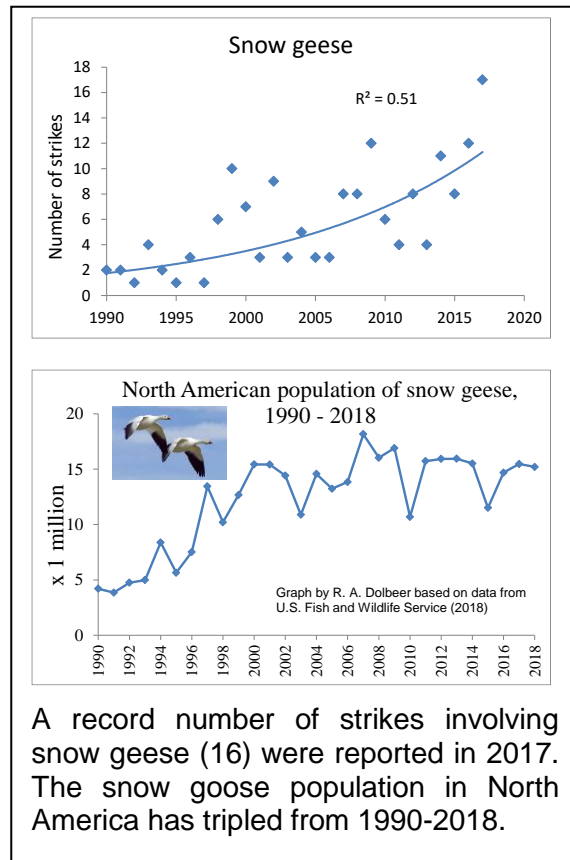 Snow geese
R² = 0.51
Number of strikes
18
16
14
12
10
8
6
4
2
0
1990 1995 2000 2005 2010 2015 2020
North American population of snow geese,
1990 - 2018
x 1 million
20
15
10
5
0
Graph by R. A. Dolbeer based on data from
U.S. Fish and Wildlife Service (2018)
1990 1992 1994 1996 1998 2000 2002 2004 2006 2008 2010 2012 2014 2016 2018
A record number of strikes involving
snow geese (16) were reported in 2017.
The snow goose population in North
America has tripled from 1990-2018.